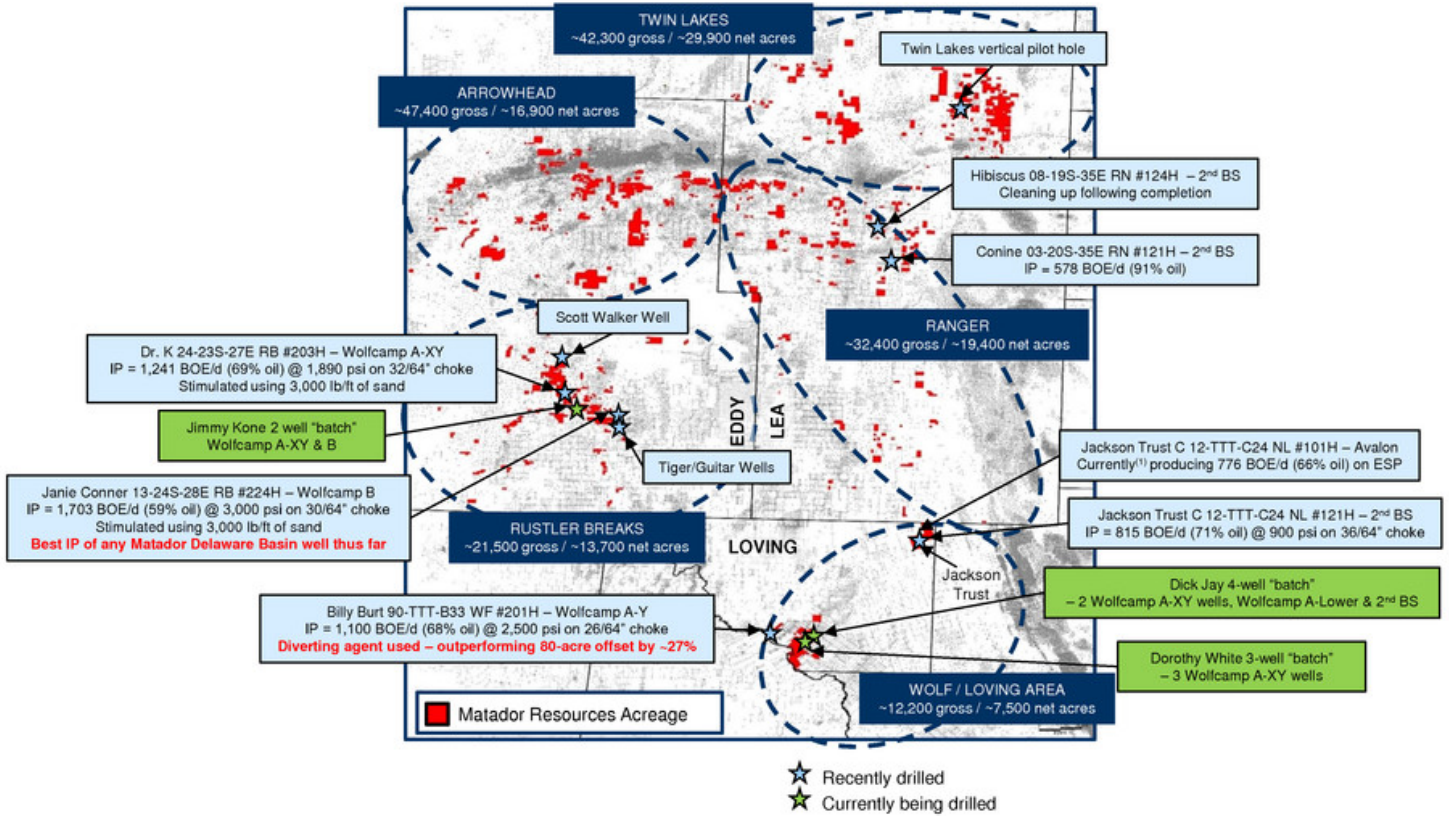 TWIN LAKES
~42,300 gross / ~29,900 net acres
Twin Lakes vertical pilot hole
ARROWHEAD
~47,400 gross / ~16,900 net acres
Hibiscus 08-19S-35E RN #124H – 2nd BS
Cleaning up following completion
Conine 03-20S-35E RN #121H – 2nd BS
IP = 578 BOE/d (91% oil)
Scott Walker Well
RANGER
~32,400 gross / ~19,400 net acres
Dr. K 24-23S-27E RB #203H – Wolfcamp A-XY
IP = 1,241 BOE/d (69% oil) @ 1,890 psi on 32/64" choke
Stimulated using 3,000 lb/ft of sand
EDDY
LEA
Jimmy Kone 2 well "batch"
Wolfcamp A-XY & B
Tiger/Guitar Wells
Jackson Trust C 12-TTT-C24 NL #101H – Avalon
Currently(1) producing 776 BOE/d (66% oil) on ESP
Janie Conner 13-24S-28E RB #224H – Wolfcamp B
IP = 1,703 BOE/d (59% oil) @ 3,000 psi on 30/64" choke
Stimulated using 3,000 lb/ft of sand
Best IP of any Matador Delaware Basin well thus far
Jackson Trust C 12-TTT-C24 NL #121H – 2nd BS
IP = 815 BOE/d (71% oil) @ 900 psi on 36/64" choke
RUSTLER BREAKS
~21,500 gross / ~13,700 net acres
LOVING
Jackson
Trust
Dick Jay 4-well "batch"
– 2 Wolfcamp A-XY wells, Wolfcamp A-Lower & 2nd BS
Billy Burt 90-TTT-B33 WF #201H – Wolfcamp A-Y
IP = 1,100 BOE/d (68% oil) @ 2,500 psi on 26/64" choke
Diverting agent used – outperforming 80-acre offset by ~27%
Dorothy White 3-well "batch"
– 3 Wolfcamp A-XY wells
WOLF / LOVING AREA
~12,200 gross / ~7,500 net acres
Matador Resources Acreage
Recently drilled
Currently being drilled